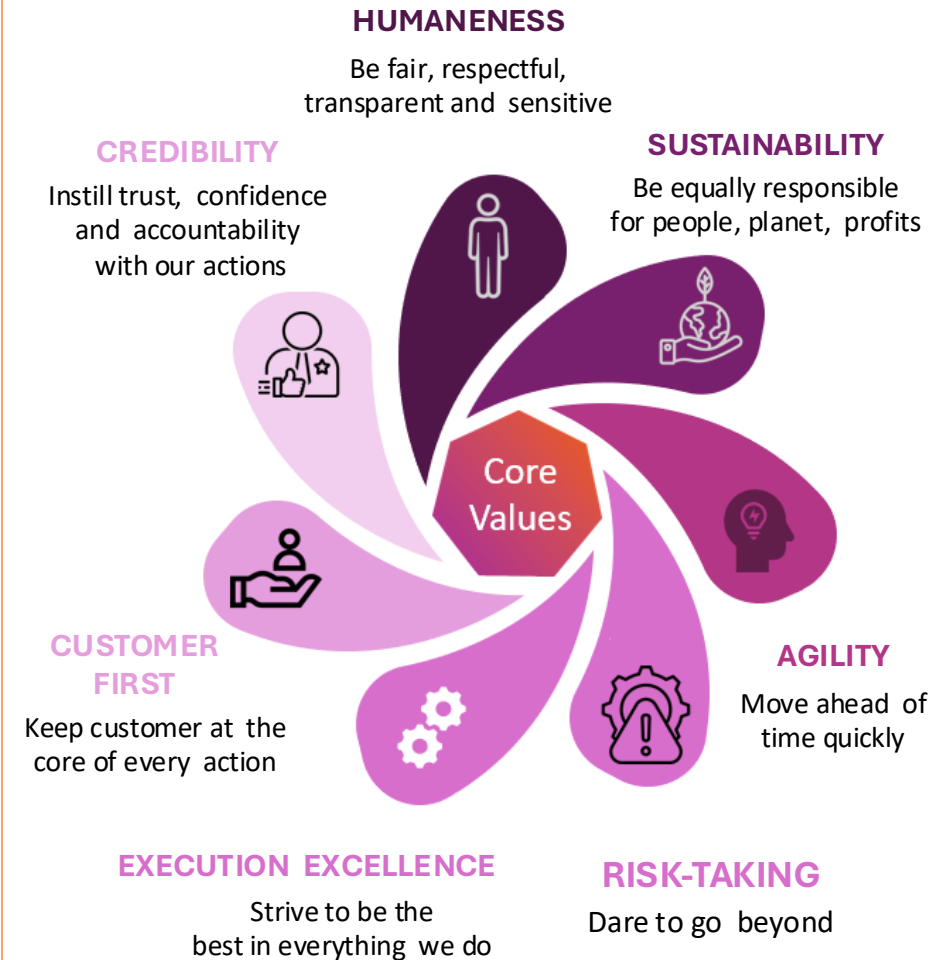 HUMANENESS
Be fair, respectful,
transparent and sensitive
CREDIBILITY
Instill trust, confidence
and accountability
with our actions
SUSTAINABILITY
Be equally responsible
for people, planet, profits
Core
Values
CUSTOMER
FIRST
Keep customer at the
core of every action
AGILITY
Move ahead of
time quickly
EXECUTION EXCELLENCE
Strive to be the
best in everything we do
RISK-TAKING
Dare to go beyond